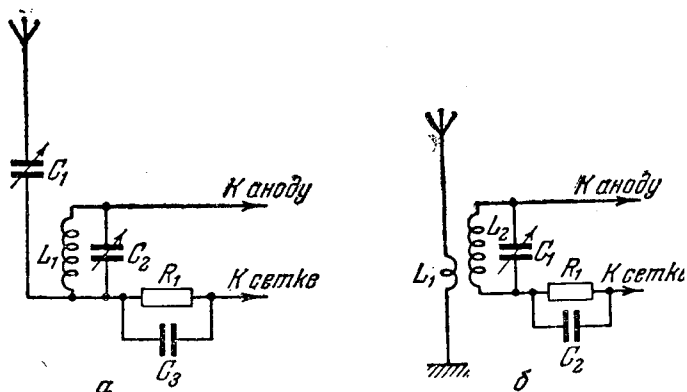 C₁
К аноду
L₁
C₂
R₁
К сетке
C₃
а
К аноду
L₂
C₁
L₁
R₁
К сетке
C₂
б